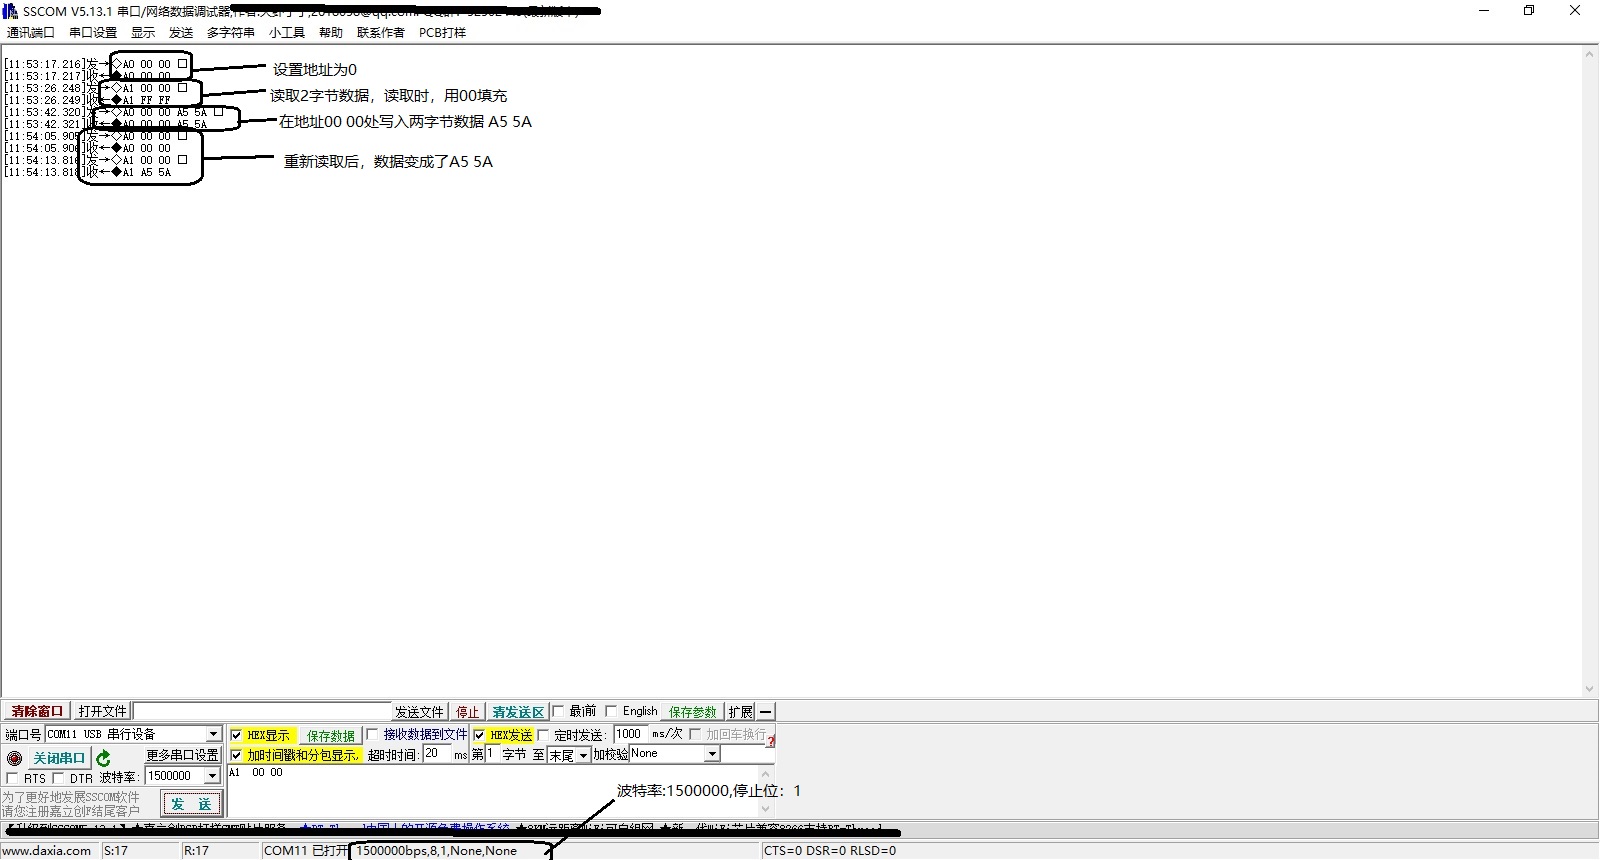 SSCOM V5.13.1 串口/网络数据调试器
通讯端口 串口设置 显示 发送 多字符串 小工具 帮助 联系作者 PCB打样
[11:53:17.216]发→◇A0 00 00 □
设置地址为0
[11:53:17.217]收←◆A0 00 00
[11:53:26.248]发→◇A1 00 00 □
读取2字节数据，读取时，用00填充
[11:53:26.249]收←◆A1 FF FF
[11:53:42.320]发→◇A0 00 00 A5 5A □
在地址00 00处写入两字节数据 A5 5A
[11:53:42.321]收←◆A0 00 00 A5 5A
[11:54:05.905]发→◇A0 00 00 □
[11:54:05.906]收←◆A0 00 00
[11:54:13.816]发→◇A1 00 00 □
重新读取后，数据变成了A5 5A
[11:54:13.818]收←◆A1 A5 5A
清除窗口 打开文件 发送文件 停止 清发送区 最前 English 保存参数 扩展 —
端口号 COM11 USB 串行设备 HEX显示 保存数据 接收数据到文件 HEX发送 定时发送: 1000 ms/次 加回车换行
关闭串口 更多串口设置 加时间戳和分包显示, 超时时间: 20 ms 第 1 字节 至 末尾 加校验 None
RTS DTR 波特率: 1500000 A1 00 00
为了更好地发展SSCOM软件
请您注册嘉立创F结尾客户
发 送
波特率:1500000,停止位：1
www.daxia.com S:17 R:17 COM11 已打开 1500000bps,8,1,None,None CTS=0 DSR=0 RLSD=0